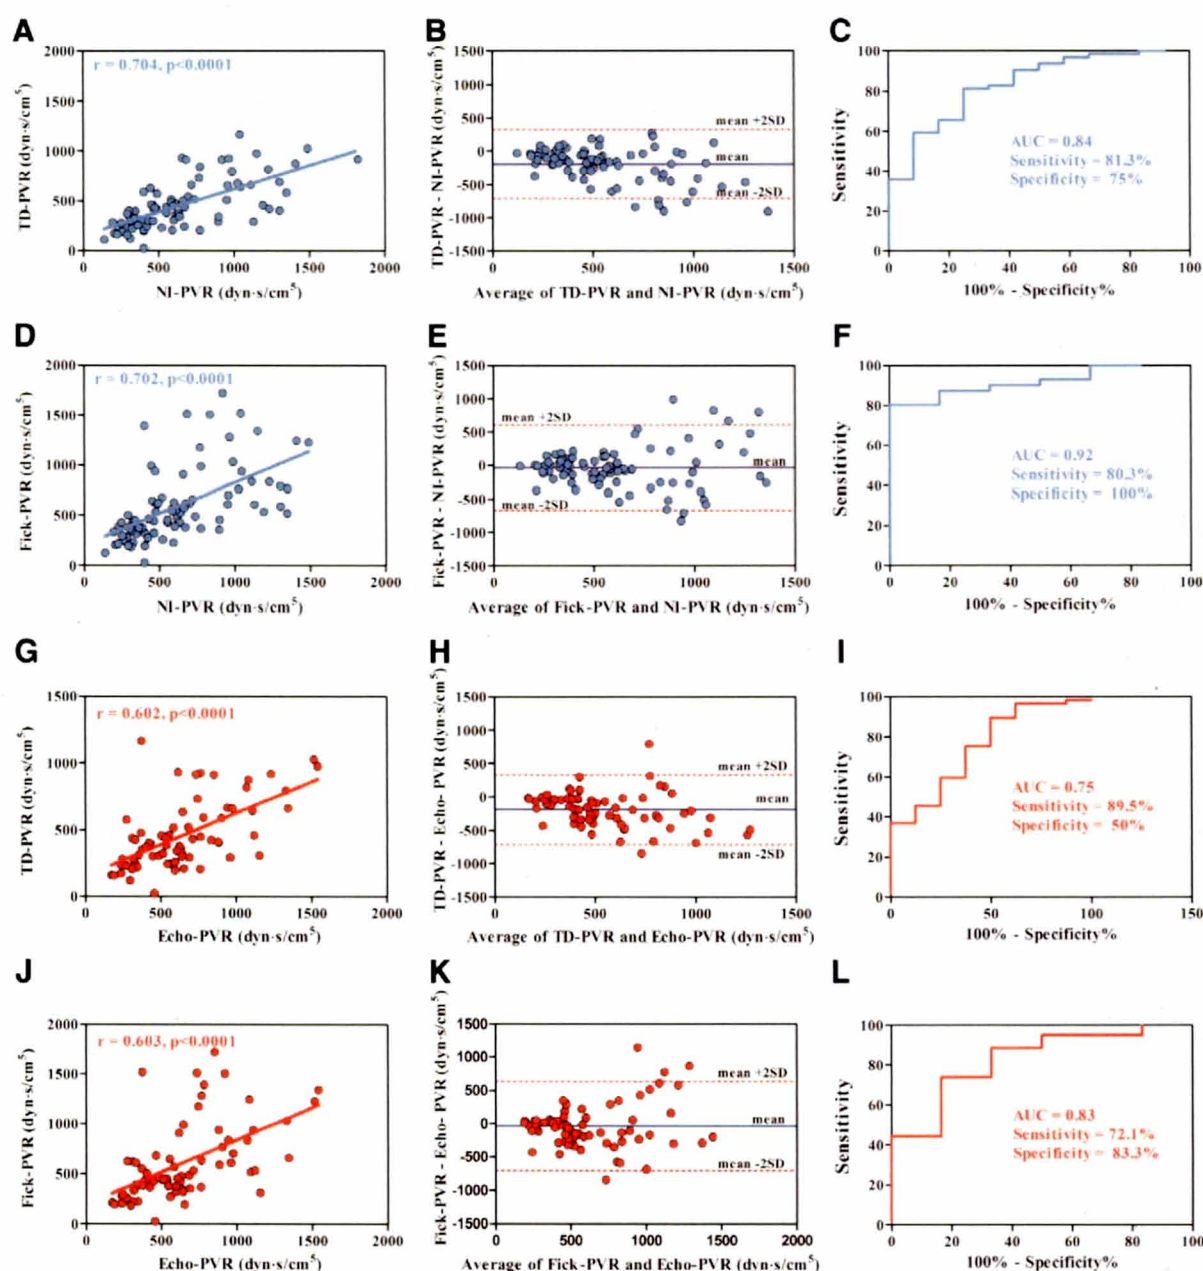 A
TD-PVR (dyn·s/cm5)
2000
1500
1000
500
0
r = 0.704, p<0.0001
0 500 1000 1500 2000
NI-PVR (dyn·s/cm5)
B
TD-PVR - NI-PVR (dyn·s/cm5)
1500
1000
500
0
-500
-1000
-1500
mean +2SD
mean
mean -2SD
0 500 1000 1500
Average of TD-PVR and NI-PVR (dyn·s/cm5)
C
Sensitivity
100
80
60
40
20
0
AUC = 0.84
Sensitivity = 81.3%
Specificity = 75%
0 20 40 60 80 100
100% - Specificity%
D
Fick-PVR (dyn·s/cm5)
2000
1500
1000
500
0
r = 0.702, p<0.0001
0 500 1000 1500 2000
NI-PVR (dyn·s/cm5)
E
Fick-PVR - NI-PVR (dyn·s/cm5)
1500
1000
500
0
-500
-1000
-1500
mean +2SD
mean
mean -2SD
0 500 1000 1500
Average of Fick-PVR and NI-PVR (dyn·s/cm5)
F
Sensitivity
100
80
60
40
20
0
AUC = 0.92
Sensitivity = 80.3%
Specificity = 100%
0 20 40 60 80 100
100% - Specificity%
G
TD-PVR (dyn·s/cm5)
1500
1000
500
0
r = 0.602, p<0.0001
0 500 1000 1500 2000
Echo-PVR (dyn·s/cm5)
H
TD-PVR - Echo-PVR (dyn·s/cm5)
1500
1000
500
0
-500
-1000
-1500
mean +2SD
mean
mean -2SD
0 500 1000 1500
Average of TD-PVR and Echo-PVR (dyn·s/cm5)
I
Sensitivity
100
80
60
40
20
0
AUC = 0.75
Sensitivity = 89.5%
Specificity = 50%
0 50 100 150
100% - Specificity%
J
Fick-PVR (dyn·s/cm5)
2000
1500
1000
500
0
r = 0.603, p<0.0001
0 500 1000 1500 2000
Echo-PVR (dyn·s/cm5)
K
Fick-PVR - Echo- PVR (dyn·s/cm5)
1500
1000
500
0
-500
-1000
-1500
mean +2SD
mean
mean -2SD
0 500 1000 1500 2000
Average of Fick-PVR and Echo-PVR (dyn·s/cm5)
L
Sensitivity
100
80
60
40
20
0
AUC = 0.83
Sensitivity = 72.1%
Specificity = 83.3%
0 20 40 60 80 100
100% - Specificity%